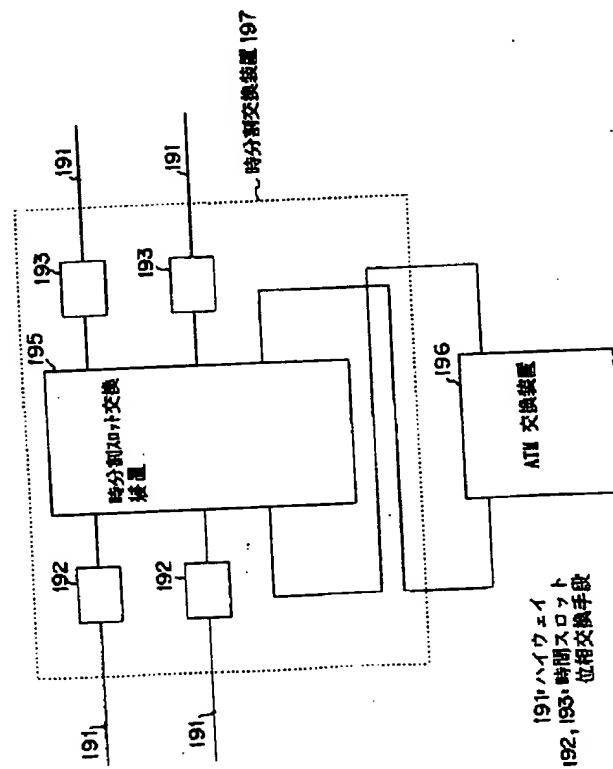 時分割交換装置 197
191
191
193
193
195
時分割スロット交換
装置
192
192
191
191
196
ATM 交換装置
191:ハイウェイ
192,193:時間スロット
位相交換手段